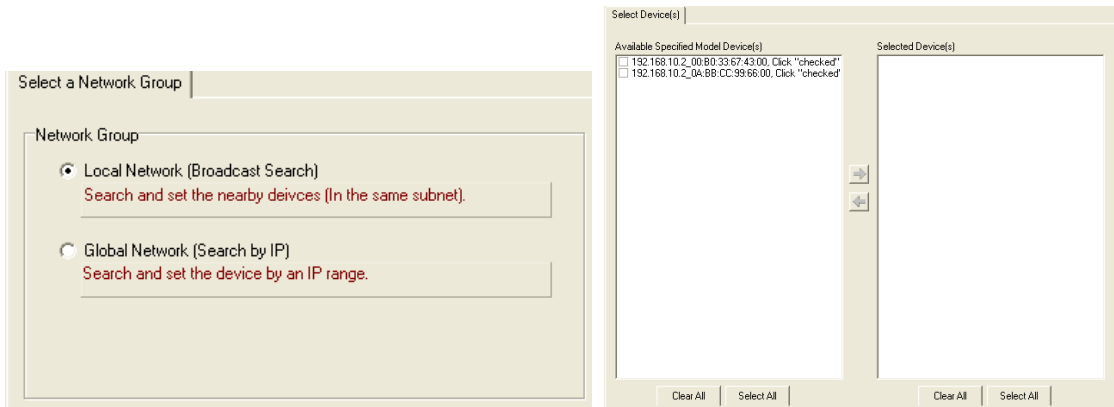 Select a Network Group
Network Group
Local Network (Broadcast Search)
Search and set the nearby deivces (In the same subnet).
Global Network (Search by IP)
Search and set the device by an IP range.
Select Device(s)
Available Specified Model Device(s)
192.168.10.2_00:B0:33:67:43:00, Click "checked"
192.168.10.2_0A:BB:CC:99:66:00, Click "checked'
Clear All
Select All
Selected Device(s)
Clear All
Select All